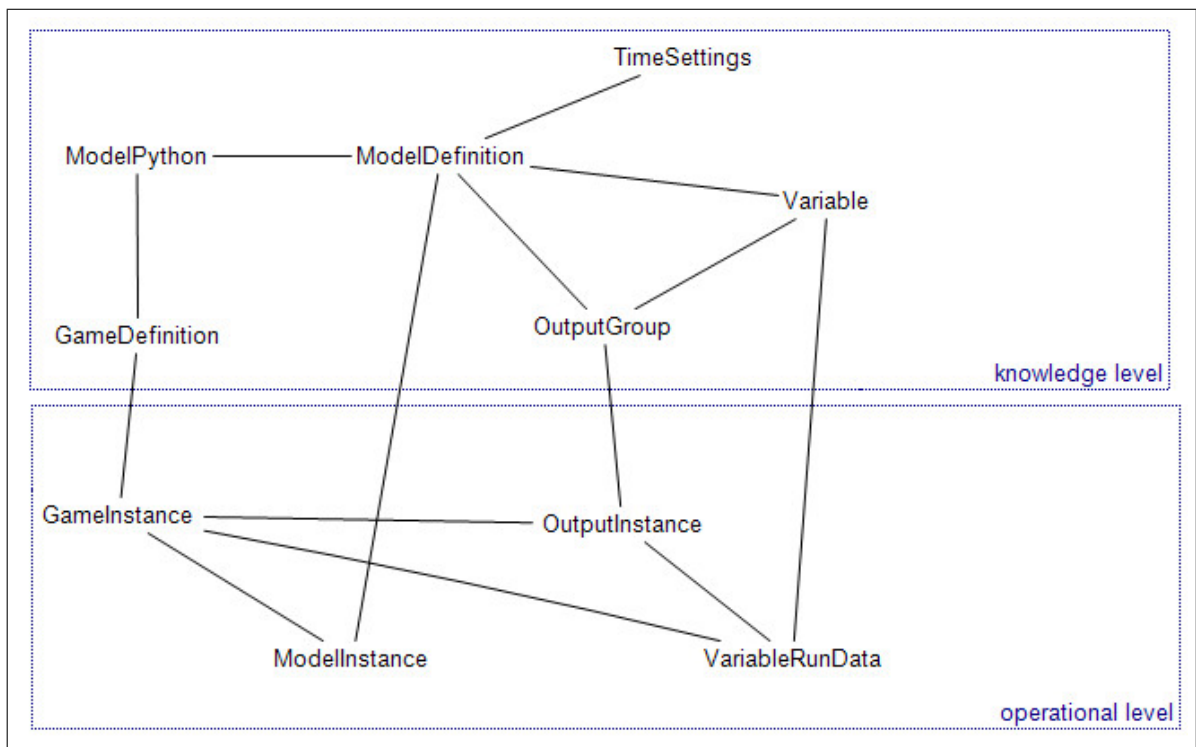 TimeSettings
ModelPython
ModelDefinition
Variable
GameDefinition
OutputGroup
knowledge level
GameInstance
OutputInstance
ModelInstance
VariableRunData
operational level